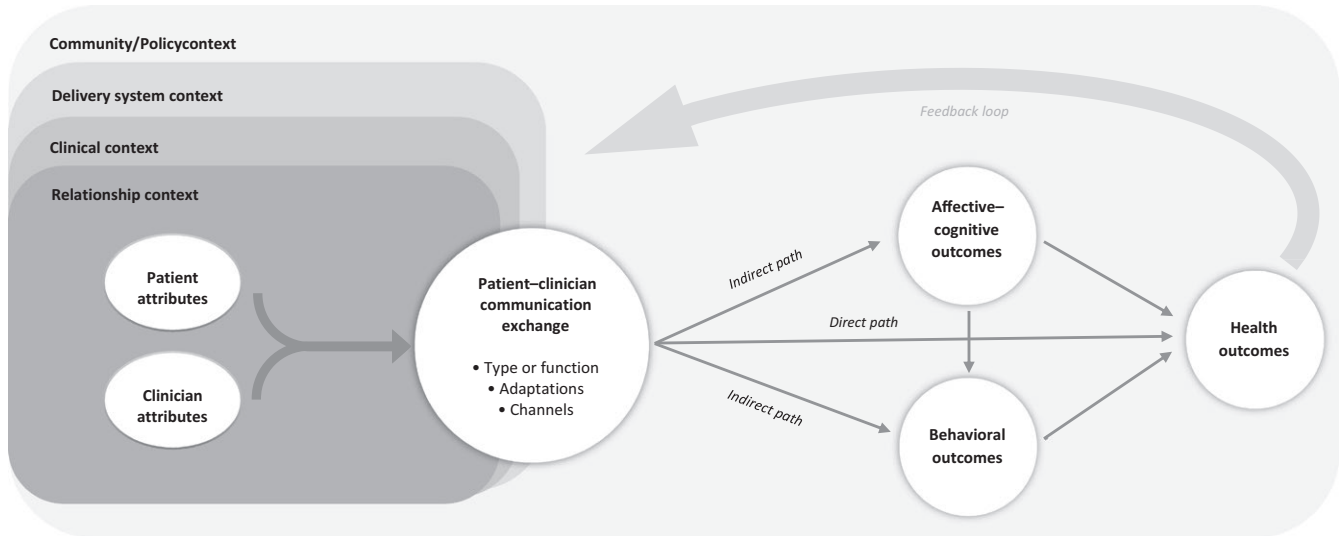 Community/Policycontext
Delivery system context
Clinical context
Relationship context
Patient
attributes
Clinician
attributes
Patient–clinician
communication
exchange
• Type or function
• Adaptations
• Channels
Indirect path
Direct path
Indirect path
Feedback loop
Affective–
cognitive
outcomes
Behavioral
outcomes
Health
outcomes